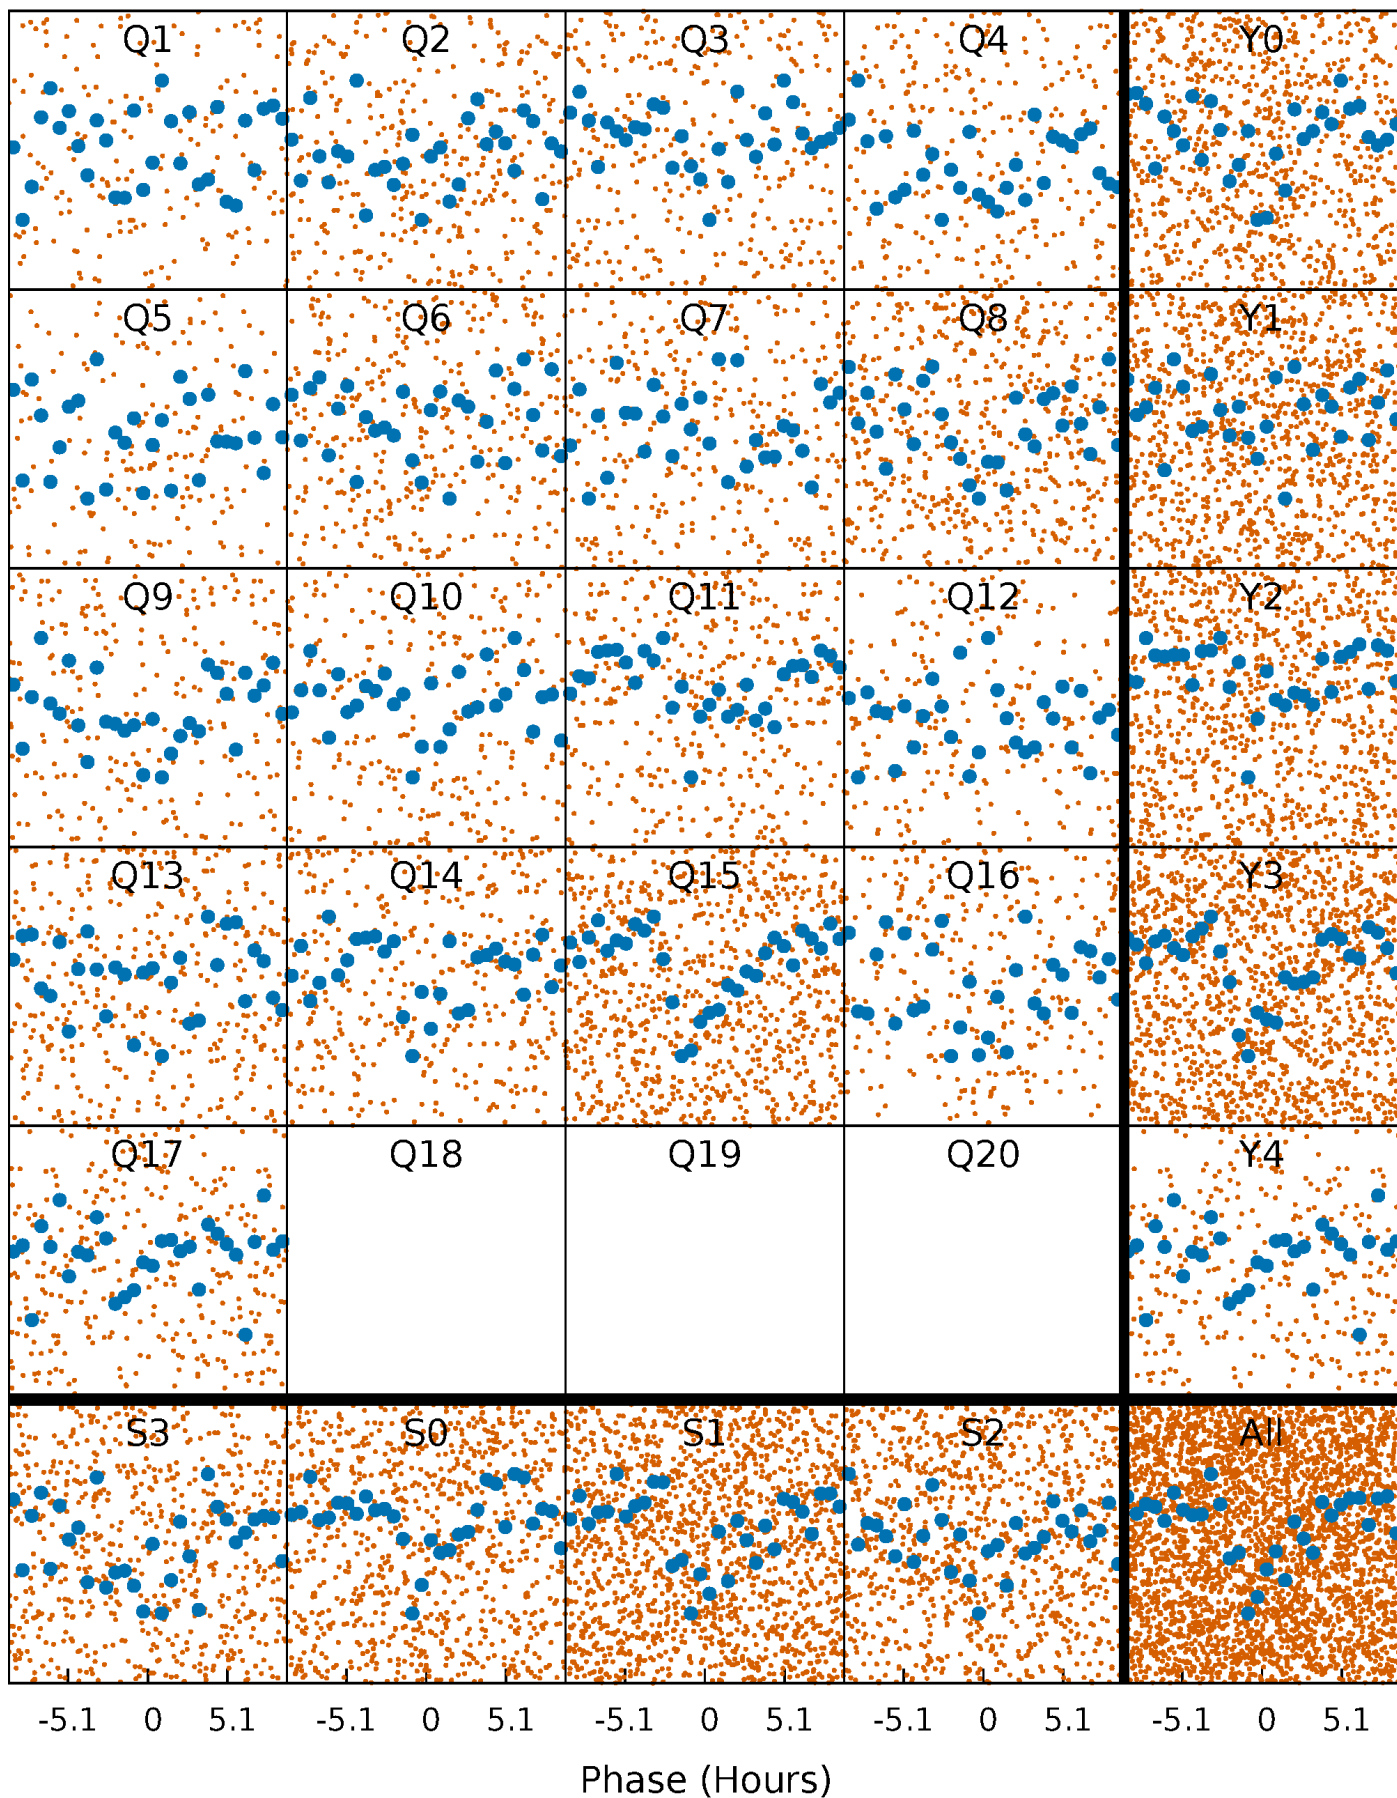 Q1 Q2 Q3 Q4 Y0
Q5 Q6 Q7 Q8 Y1
Q9 Q10 Q11 Q12 Y2
Q13 Q14 Q15 Q16 Y3
Q17 Q18 Q19 Q20 Y4
S3 S0 S1 S2 All
-5.1 0 5.1 -5.1 0 5.1 -5.1 0 5.1 -5.1 0 5.1 -5.1 0 5.1
Phase (Hours)